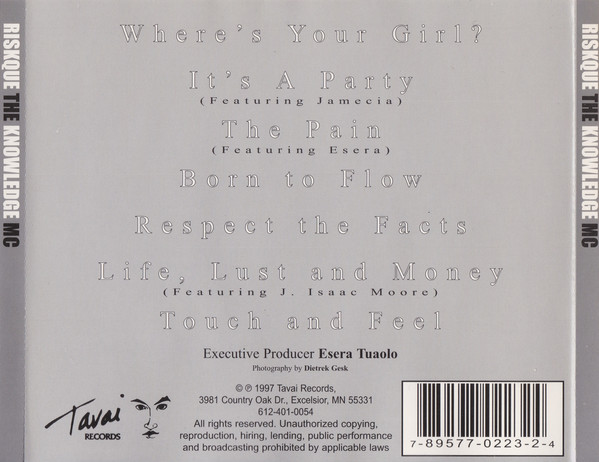 RISKQUE THE KNOWLEDGE MC
Where's Your Girl?
It's A Party
(Featuring Jamecia)
The Pain
(Featuring Esera)
Born to Flow
Respect the Facts
Life, Lust and Money
(Featuring J. Isaac Moore)
Touch and Feel
Executive Producer Esera Tuaolo
Photography by Dietrek Gesk
© ℗ 1997 Tavai Records,
3981 Country Oak Dr., Excelsior, MN 55331
612-401-0054
All rights reserved. Unauthorized copying,
reproduction, hiring, lending, public performance
and broadcasting prohibited by applicable laws
Tavai
RECORDS
7-89577-0223-2-4
RISKQUE THE KNOWLEDGE MC